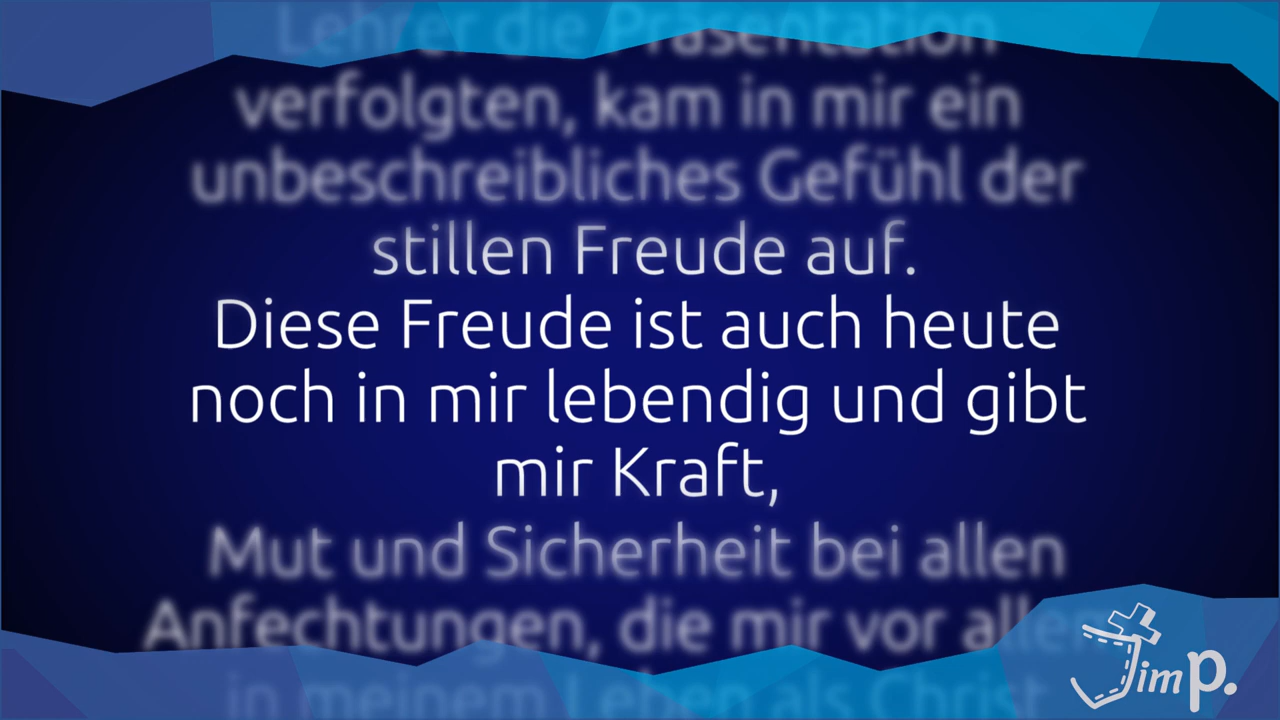 Lehrer die Präsentation
verfolgten, kam in mir ein
unbeschreibliches Gefühl der
stillen Freude auf.
Diese Freude ist auch heute
noch in mir lebendig und gibt
mir Kraft,
Mut und Sicherheit bei allen
Anfechtungen, die mir vor allem
in meinem Leben als Christ
Jim P.